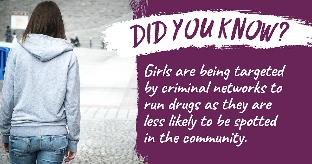 DID YOU KNOW?
Girls are being targeted
by criminal networks to
run drugs as they are
less likely to be spotted
in the community.